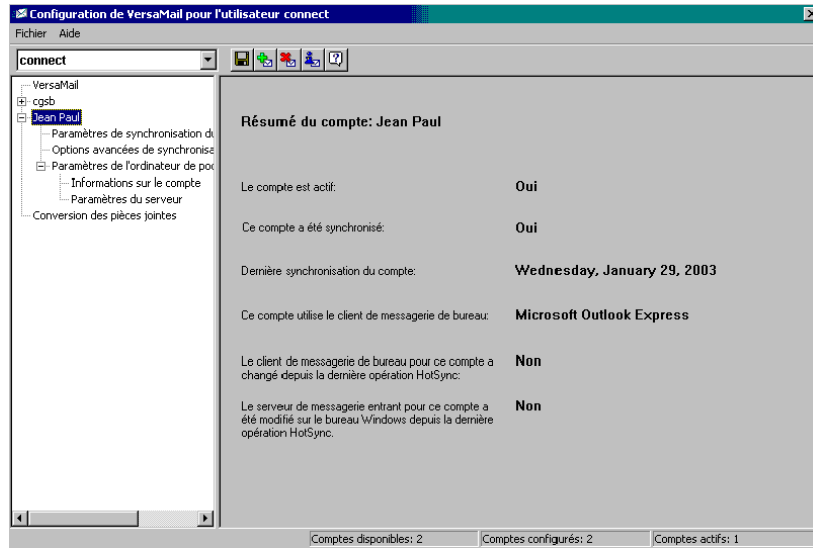 Configuration de VersaMail pour l'utilisateur connect
Fichier Aide
connect
VersaMail
cgsb
Jean Paul
Paramètres de synchronisation du
Options avancées de synchronisa
Paramètres de l'ordinateur de poc
Informations sur le compte
Paramètres du serveur
Conversion des pièces jointes
Résumé du compte: Jean Paul
Le compte est actif: Oui
Ce compte a été synchronisé: Oui
Dernière synchronisation du compte: Wednesday, January 29, 2003
Ce compte utilise le client de messagerie de bureau: Microsoft Outlook Express
Le client de messagerie de bureau pour ce compte a Non
changé depuis la dernière opération HotSync:
Le serveur de messagerie entrant pour ce compte a Non
été modifié sur le bureau Windows depuis la dernière
opération HotSync.
Comptes disponibles: 2 Comptes configurés: 2 Comptes actifs: 1